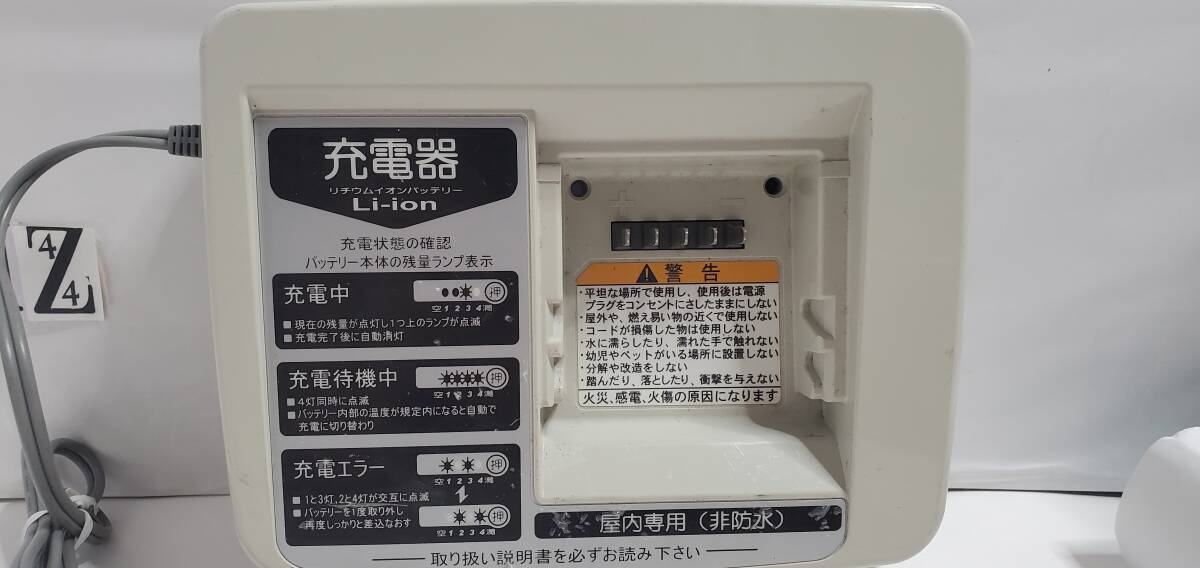 充電器
リチウムイオンバッテリー
Li-ion
充電状態の確認
バッテリー本体の残量ランプ表示
充電中
押
空1 2 3 4満
■現在の残量が点灯し1つ上のランプが点滅
■充電完了後に自動消灯
充電待機中
押
空1 2 3 4満
■4灯同時に点滅
■バッテリー内部の温度が規定内になると自動で
充電に切り替わり
充電エラー
押
空1 2 3 4満
■1と3灯,2と4灯が交互に点滅
■バッテリーを1度取外し
再度しっかりと差込なおす
押
空1 2 3 4満
取り扱い説明書を必ずお読み下さい
+ −
警告
・平坦な場所で使用し、使用後は電源
プラグをコンセントにさしたままにしない
・屋外や、燃え易い物の近くで使用しない
・コードが損傷した物は使用しない
・水に濡らしたり、濡れた手で触れない
・幼児やペットがいる場所に設置しない
・分解や改造をしない
・踏んだり、落としたり、衝撃を与えない
火災、感電、火傷の原因になります
屋内専用（非防水）
4
Z
4